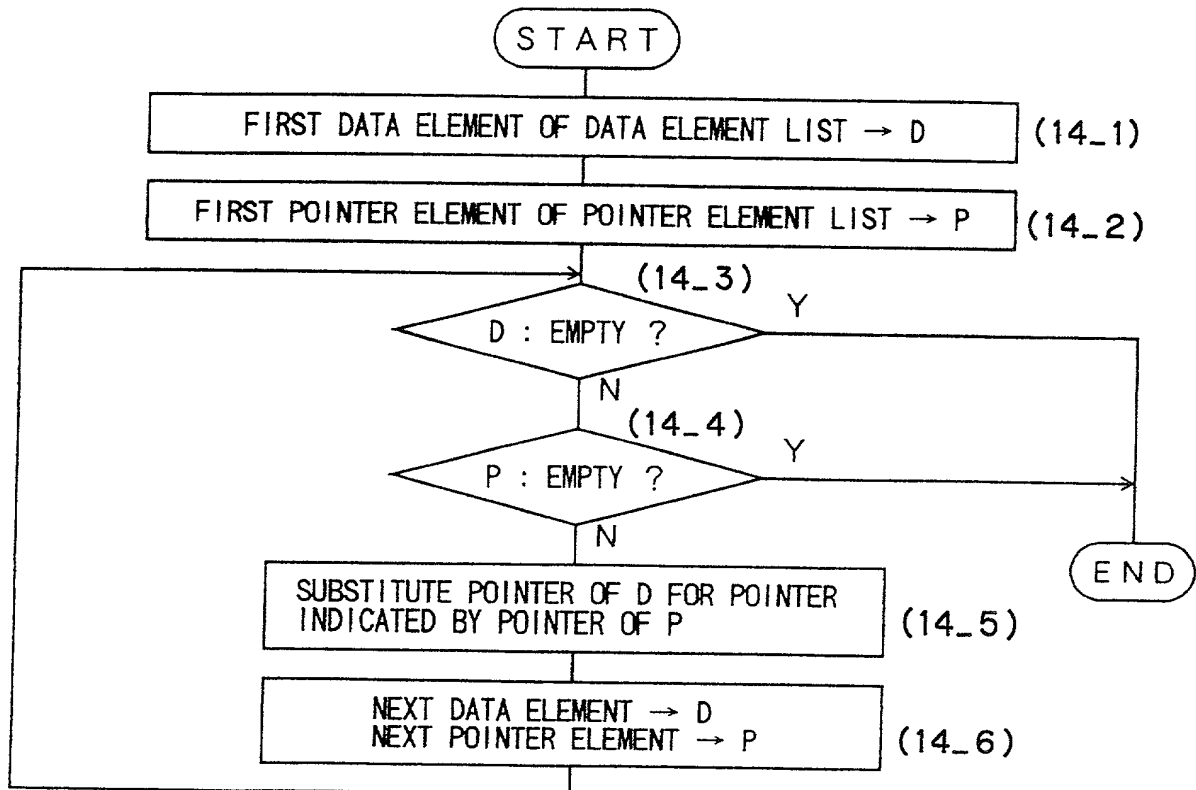 START
FIRST DATA ELEMENT OF DATA ELEMENT LIST → D
(14_1)
FIRST POINTER ELEMENT OF POINTER ELEMENT LIST → P
(14_2)
(14_3)
D : EMPTY ?
Y
N
(14_4)
P : EMPTY ?
Y
N
END
SUBSTITUTE POINTER OF D FOR POINTER
INDICATED BY POINTER OF P
(14_5)
NEXT DATA ELEMENT → D
NEXT POINTER ELEMENT → P
(14_6)